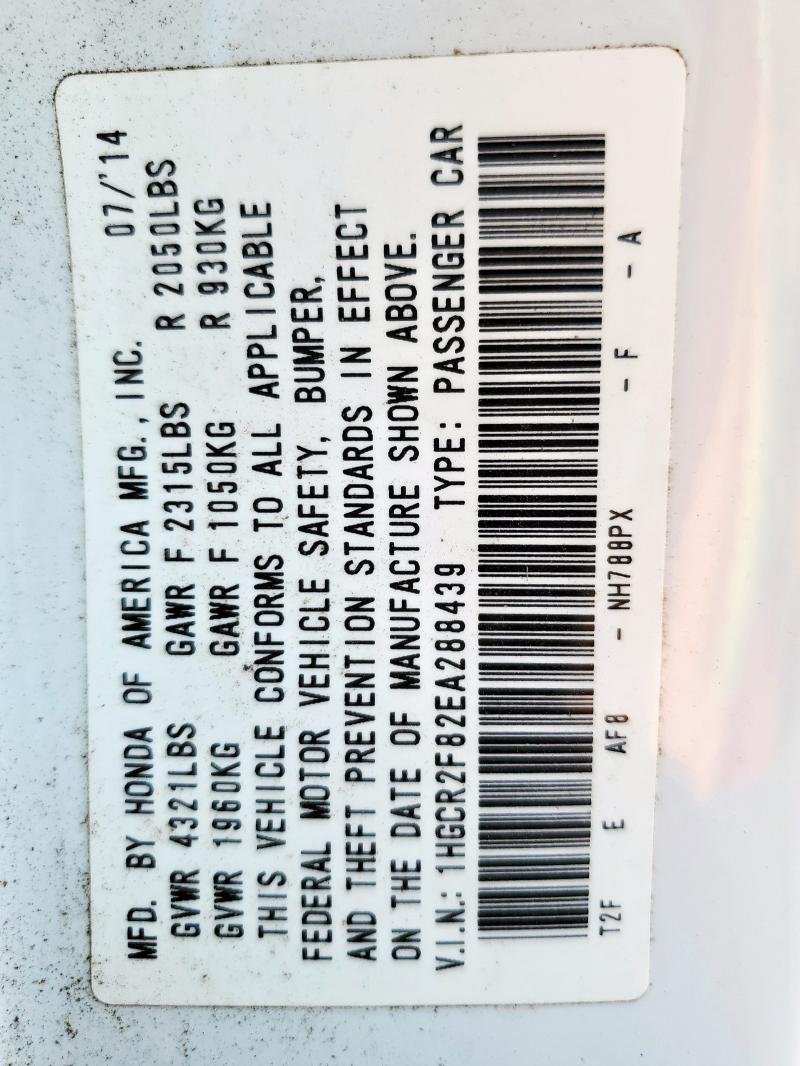 MFD. BY HONDA OF AMERICA MFG., INC. 07/'14
GVWR 4321LBS GAWR F 2315LBS R 2050LBS
GVWR 1960KG GAWR F 1050KG R 930KG
THIS VEHICLE CONFORMS TO ALL APPLICABLE
FEDERAL MOTOR VEHICLE SAFETY, BUMPER,
AND THEFT PREVENTION STANDARDS IN EFFECT
ON THE DATE OF MANUFACTURE SHOWN ABOVE.
V.I.N.: 1HGCR2F82EA288439 TYPE: PASSENGER CAR
T2F E AF8 - NH788PX - F - A